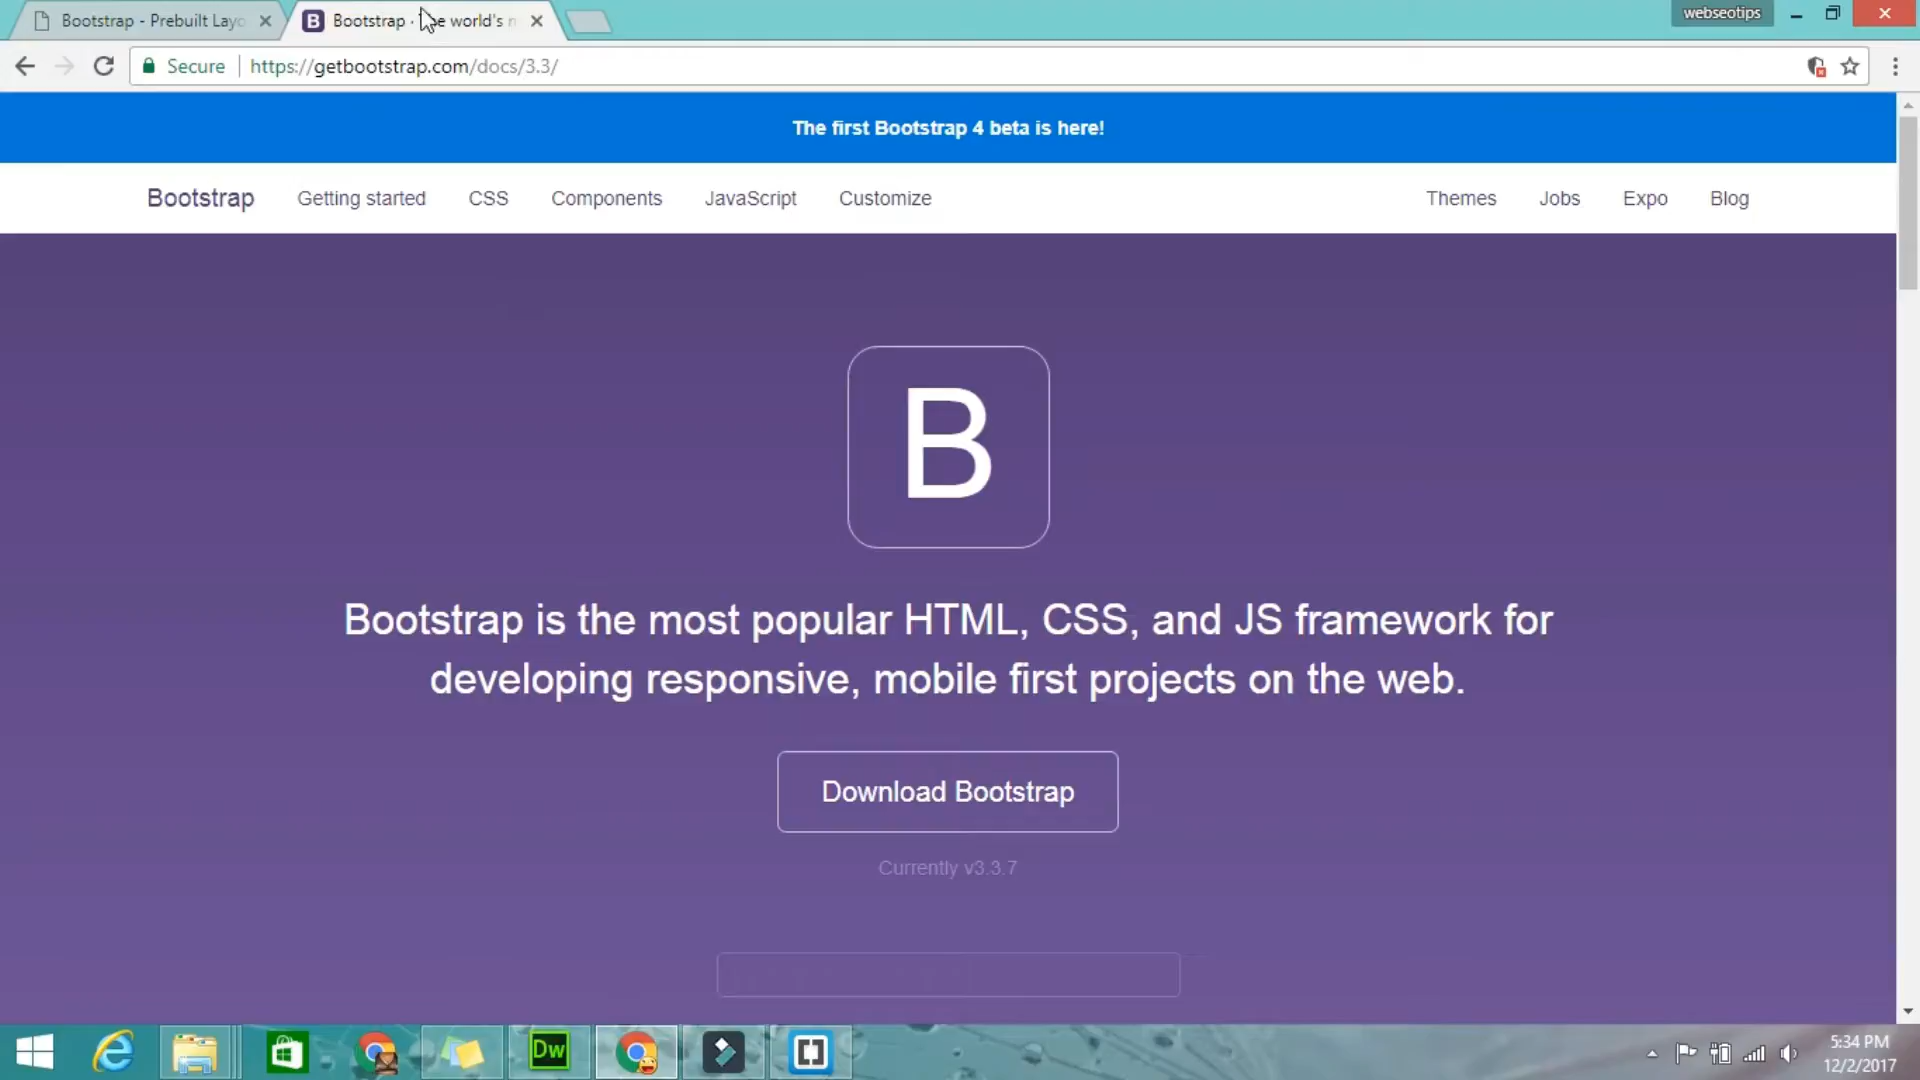 Bootstrap - Prebuilt Layo
Bootstrap · The world's
webseotips
Secure
https://getbootstrap.com/docs/3.3/
The first Bootstrap 4 beta is here!
Bootstrap Getting started CSS Components JavaScript Customize Themes Jobs Expo Blog
B
Bootstrap is the most popular HTML, CSS, and JS framework for
developing responsive, mobile first projects on the web.
Download Bootstrap
Currently v3.3.7
Dw
5:34 PM
12/2/2017